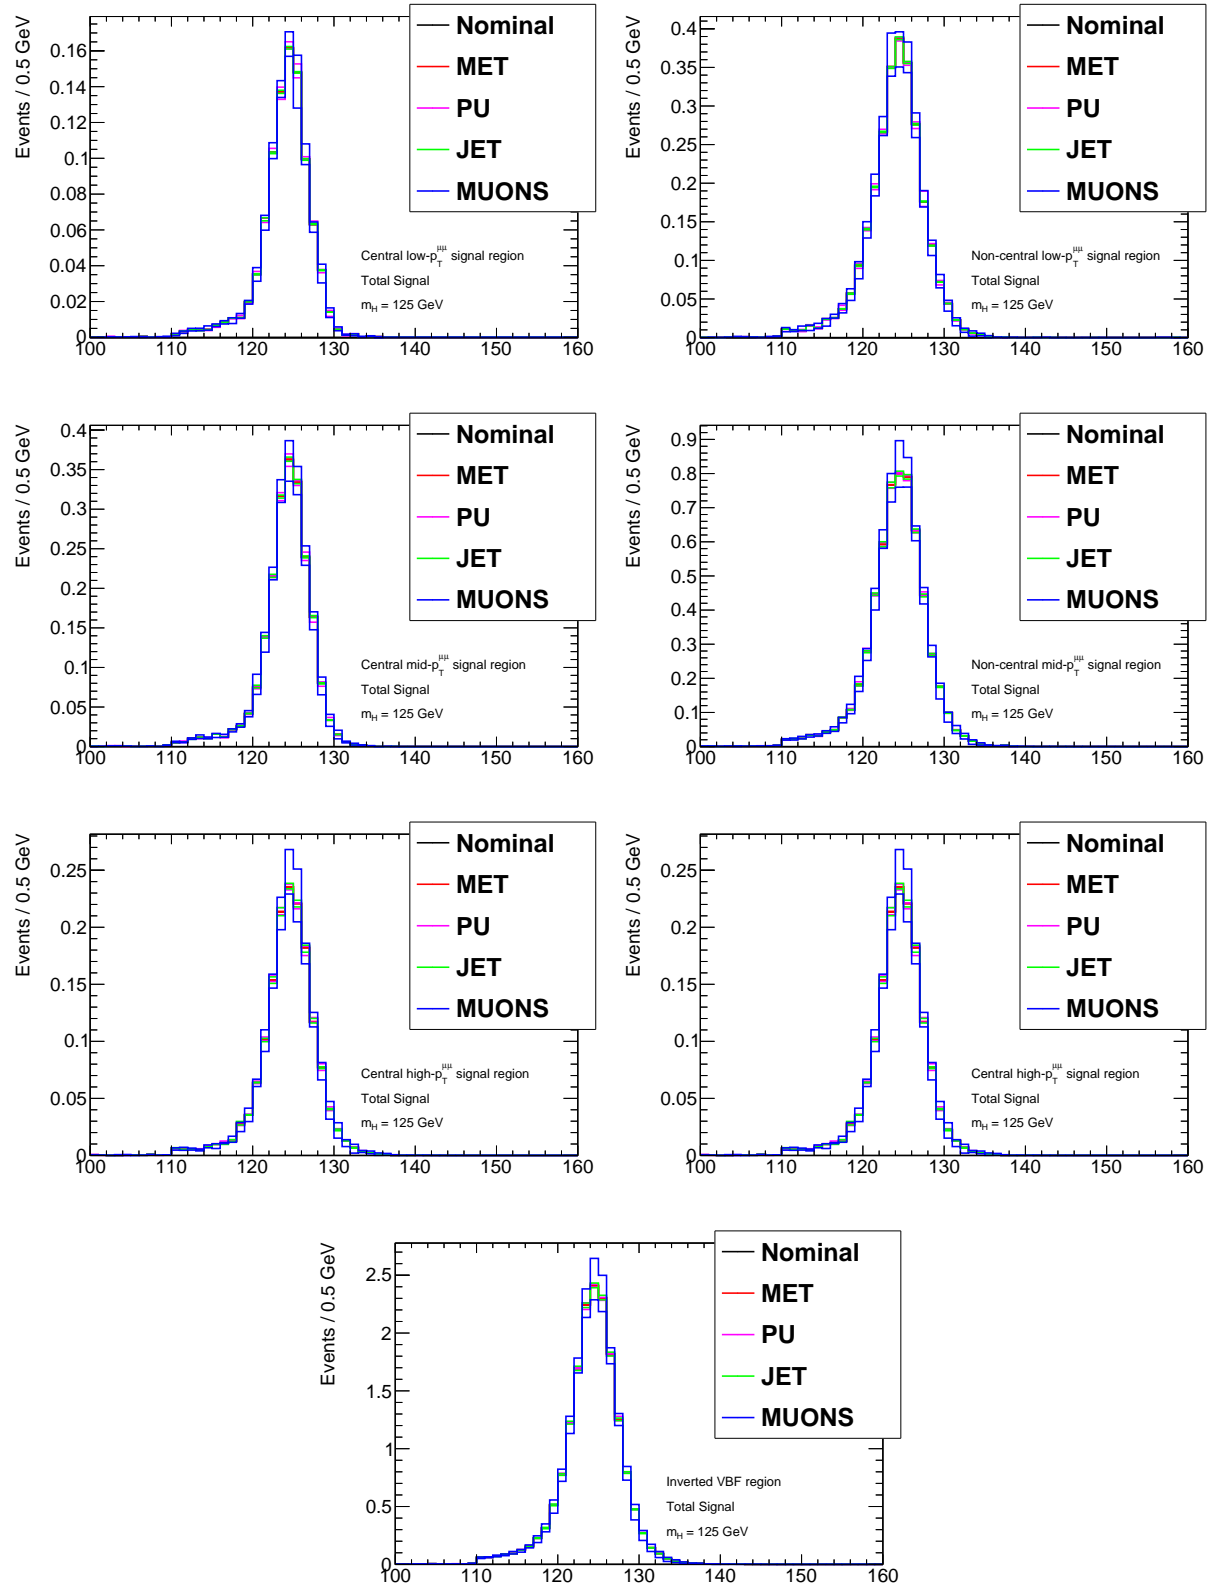 Events / 0.5 GeV
0.16
0.14
0.12
0.1
0.08
0.06
0.04
0.02
0
100 110 120 130 140 150 160
Nominal
MET
PU
JET
MUONS
Central low-p_T^μμ signal region
Total Signal
m_H = 125 GeV
Events / 0.5 GeV
0.4
0.35
0.3
0.25
0.2
0.15
0.1
0.05
0
100 110 120 130 140 150 160
Nominal
MET
PU
JET
MUONS
Non-central low-p_T^μμ signal region
Total Signal
m_H = 125 GeV
Events / 0.5 GeV
0.4
0.35
0.3
0.25
0.2
0.15
0.1
0.05
0
100 110 120 130 140 150 160
Nominal
MET
PU
JET
MUONS
Central mid-p_T^μμ signal region
Total Signal
m_H = 125 GeV
Events / 0.5 GeV
0.9
0.8
0.7
0.6
0.5
0.4
0.3
0.2
0.1
0
100 110 120 130 140 150 160
Nominal
MET
PU
JET
MUONS
Non-central mid-p_T^μμ signal region
Total Signal
m_H = 125 GeV
Events / 0.5 GeV
0.25
0.2
0.15
0.1
0.05
0
100 110 120 130 140 150 160
Nominal
MET
PU
JET
MUONS
Central high-p_T^μμ signal region
Total Signal
m_H = 125 GeV
Events / 0.5 GeV
0.25
0.2
0.15
0.1
0.05
0
100 110 120 130 140 150 160
Nominal
MET
PU
JET
MUONS
Central high-p_T^μμ signal region
Total Signal
m_H = 125 GeV
Events / 0.5 GeV
2.5
2
1.5
1
0.5
0
100 110 120 130 140 150 160
Nominal
MET
PU
JET
MUONS
Inverted VBF region
Total Signal
m_H = 125 GeV